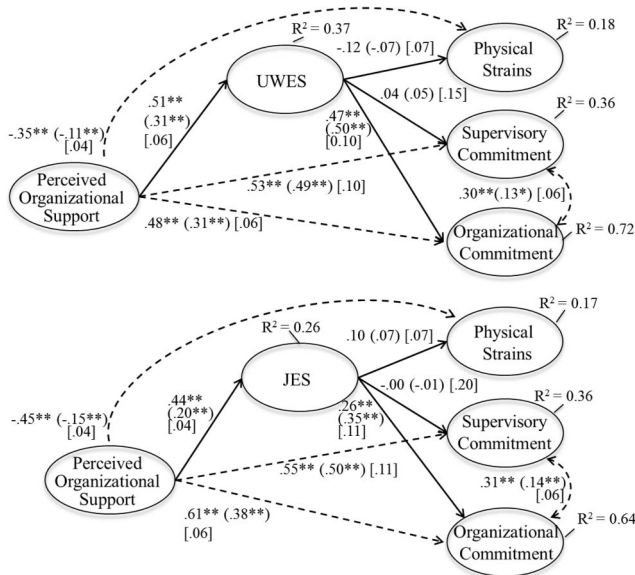 R² = 0.37
R² = 0.18
-.12 (-.07) [.07]
Physical
Strains
UWES
.04 (.05) [.15]
R² = 0.36
.51**
(.31**)
[.06]
.47**
(.50**)
[0.10]
-.35** (-.11**)
[.04]
Supervisory
Commitment
Perceived
Organizational
Support
.53** (.49**) [.10]
.30**(.13*) [.06]
.48** (.31**) [.06]
R² = 0.72
Organizational
Commitment
R² = 0.17
R² = 0.26
.10 (.07) [.07]
Physical
Strains
JES
-.00 (-.01) [.20]
R² = 0.36
.44**
(.20**)
[.04]
.26**
(.35**)
[.11]
-.45** (-.15**)
[.04]
Supervisory
Commitment
Perceived
Organizational
Support
.55** (.50**) [.11]
.31** (.14**)
[.06]
.61** (.38**)
[.06]
R² = 0.64
Organizational
Commitment